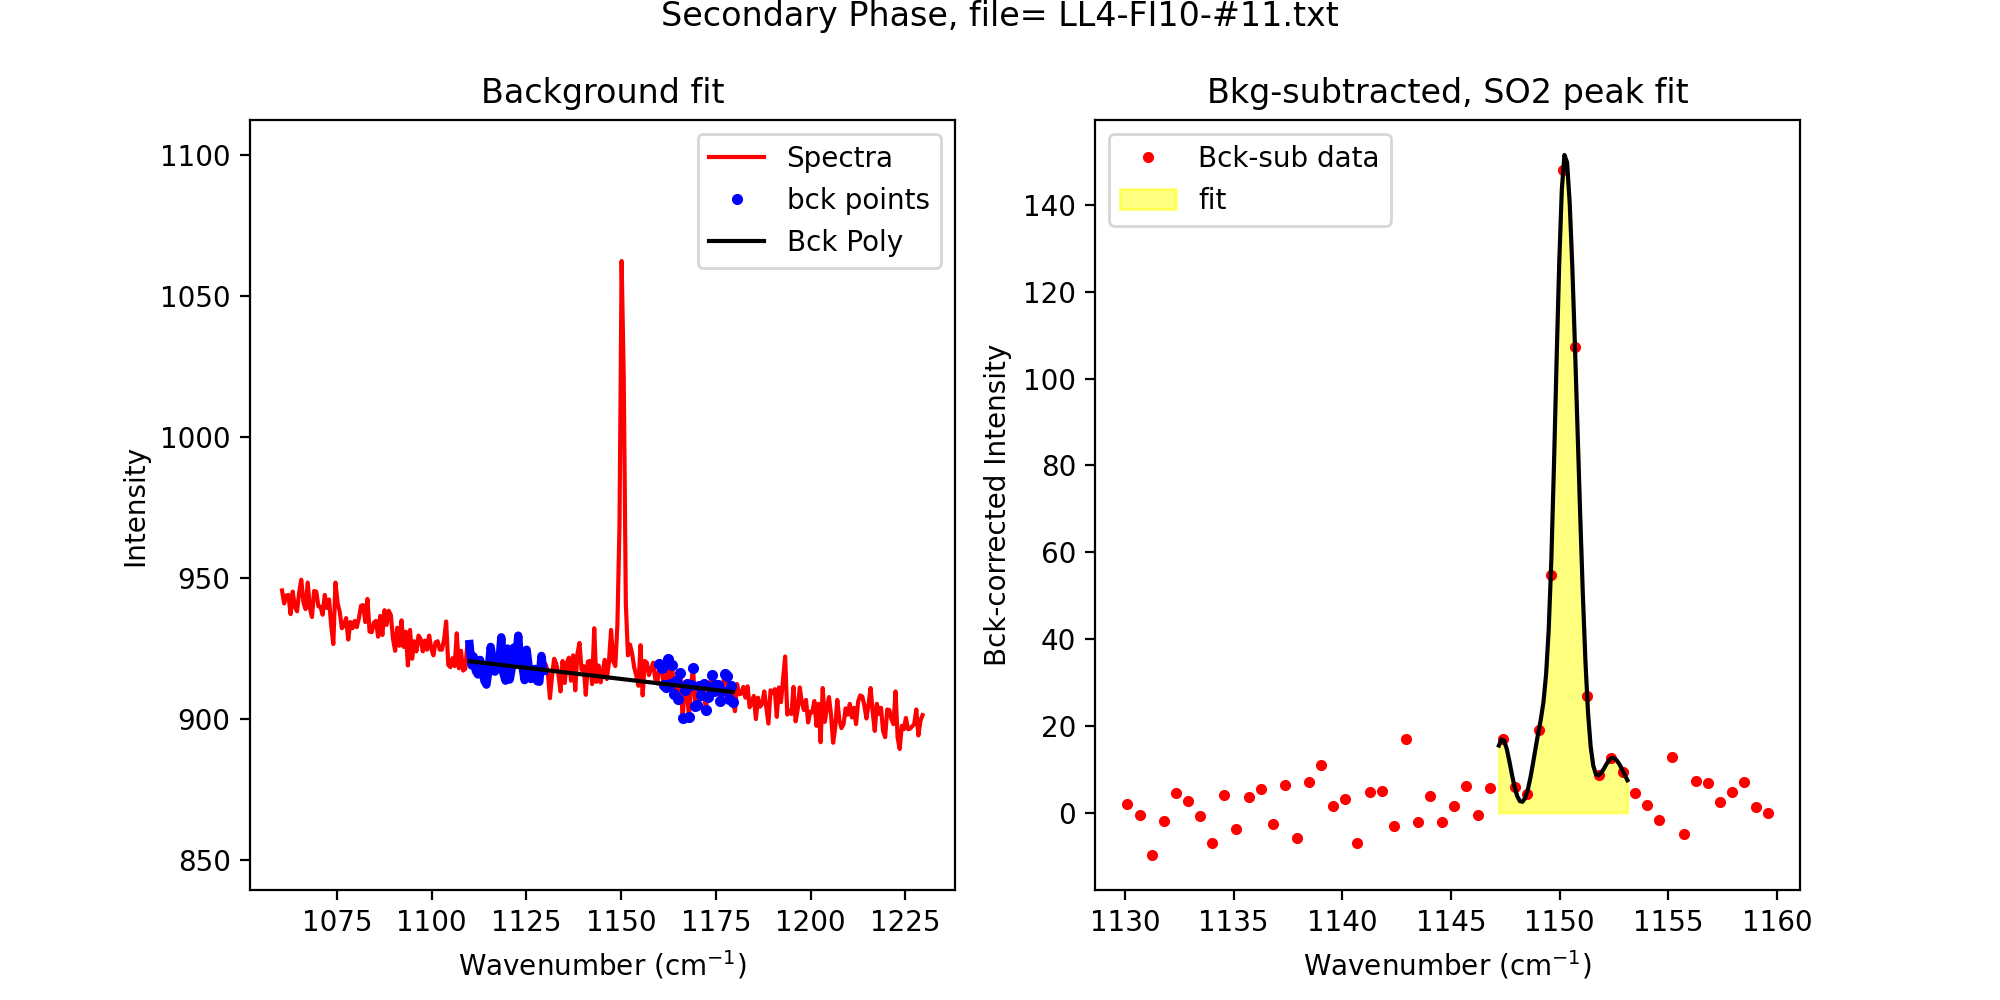 Secondary Phase, file= LL4-FI10-#11.txt
Background fit
Spectra
bck points
Bck Poly
1100
1050
1000
950
900
850
Intensity
1075 1100 1125 1150 1175 1200 1225
Wavenumber (cm⁻¹)
Bkg-subtracted, SO2 peak fit
Bck-sub data
fit
140
120
100
80
60
40
20
0
Bck-corrected Intensity
1130 1135 1140 1145 1150 1155 1160
Wavenumber (cm⁻¹)